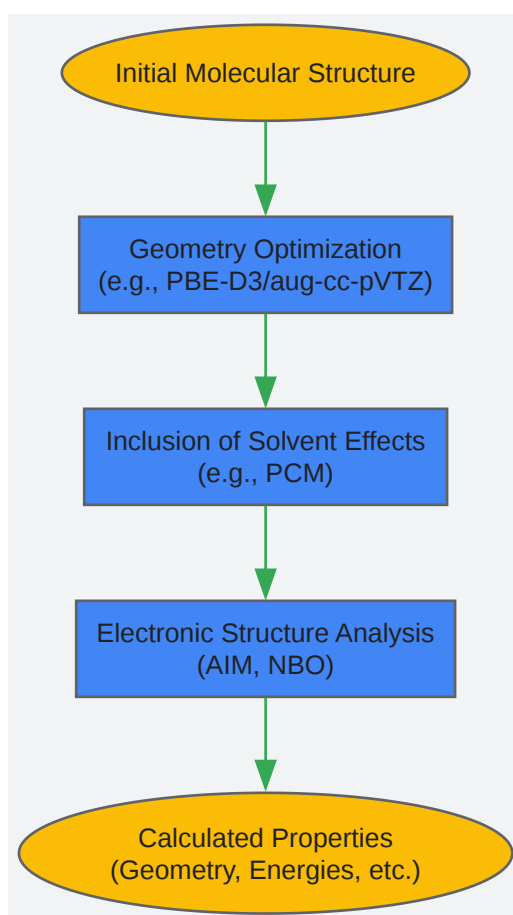 Initial Molecular Structure
Geometry Optimization
(e.g., PBE-D3/aug-cc-pVTZ)
Inclusion of Solvent Effects
(e.g., PCM)
Electronic Structure Analysis
(AIM, NBO)
Calculated Properties
(Geometry, Energies, etc.)